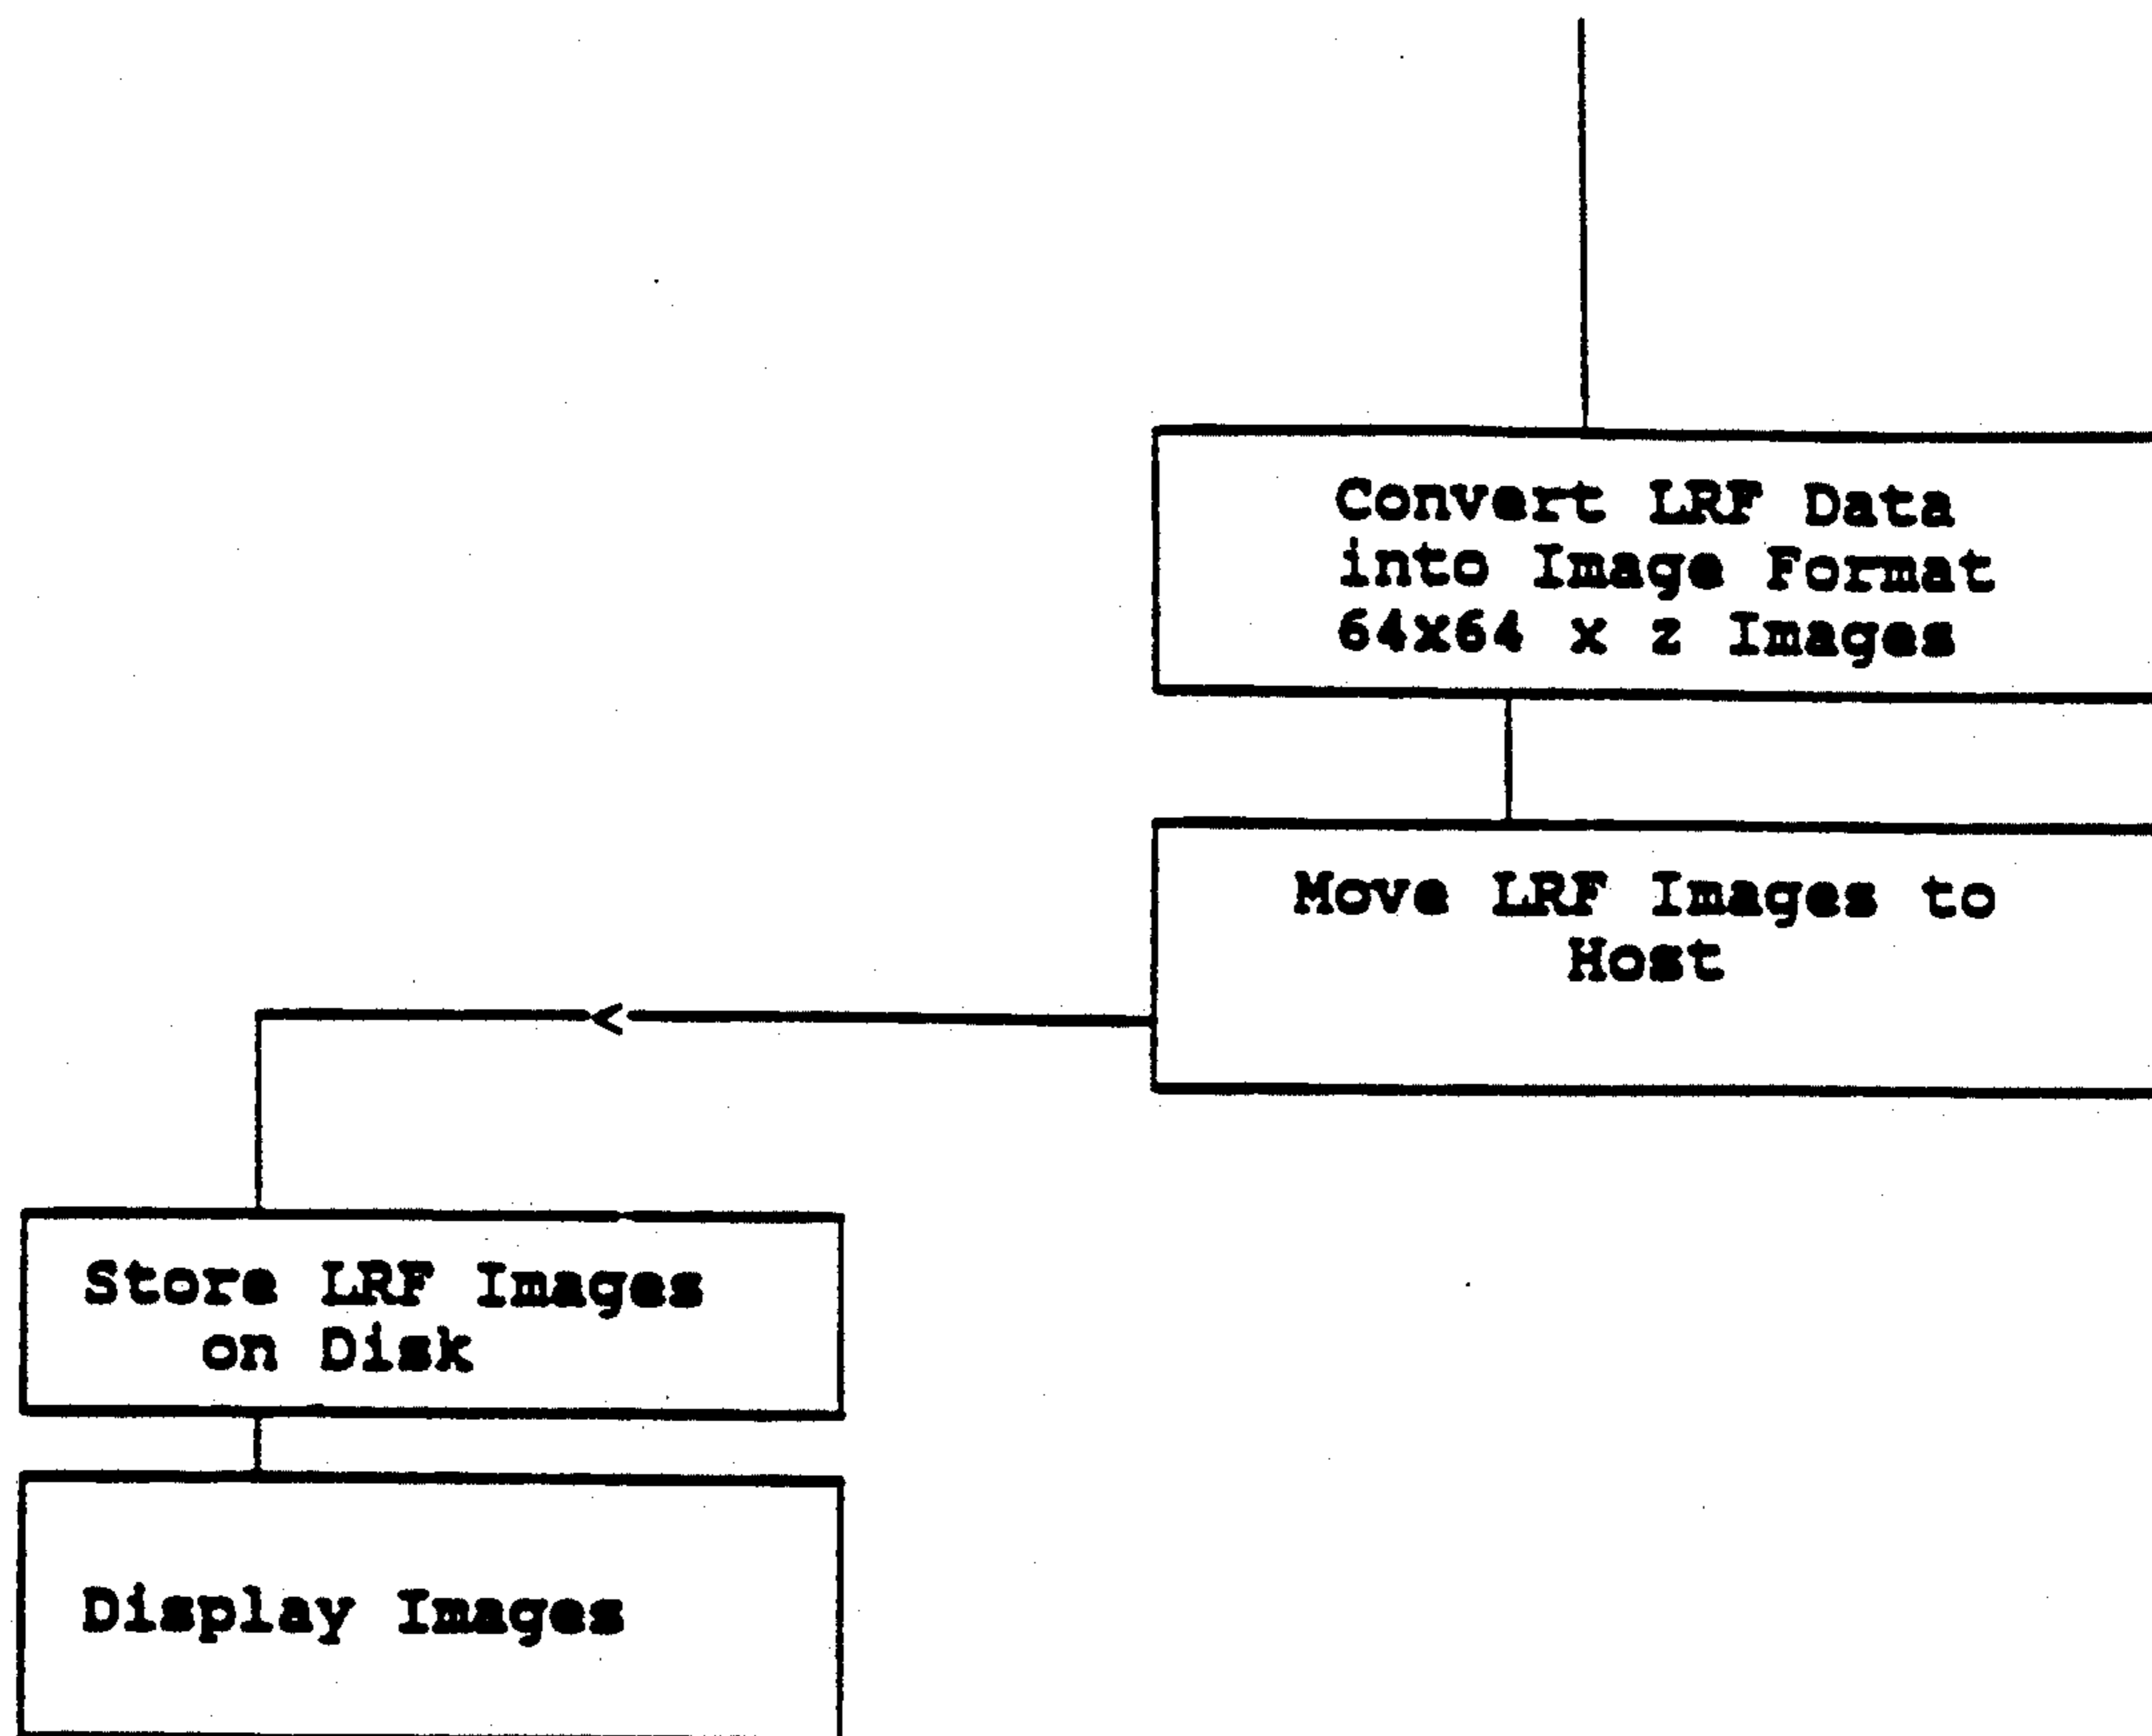 Convert LRF Data
into Image Format
64x64 x z Images
Move LRF Images to
Host
Store LRF Images
on Disk
Display Images